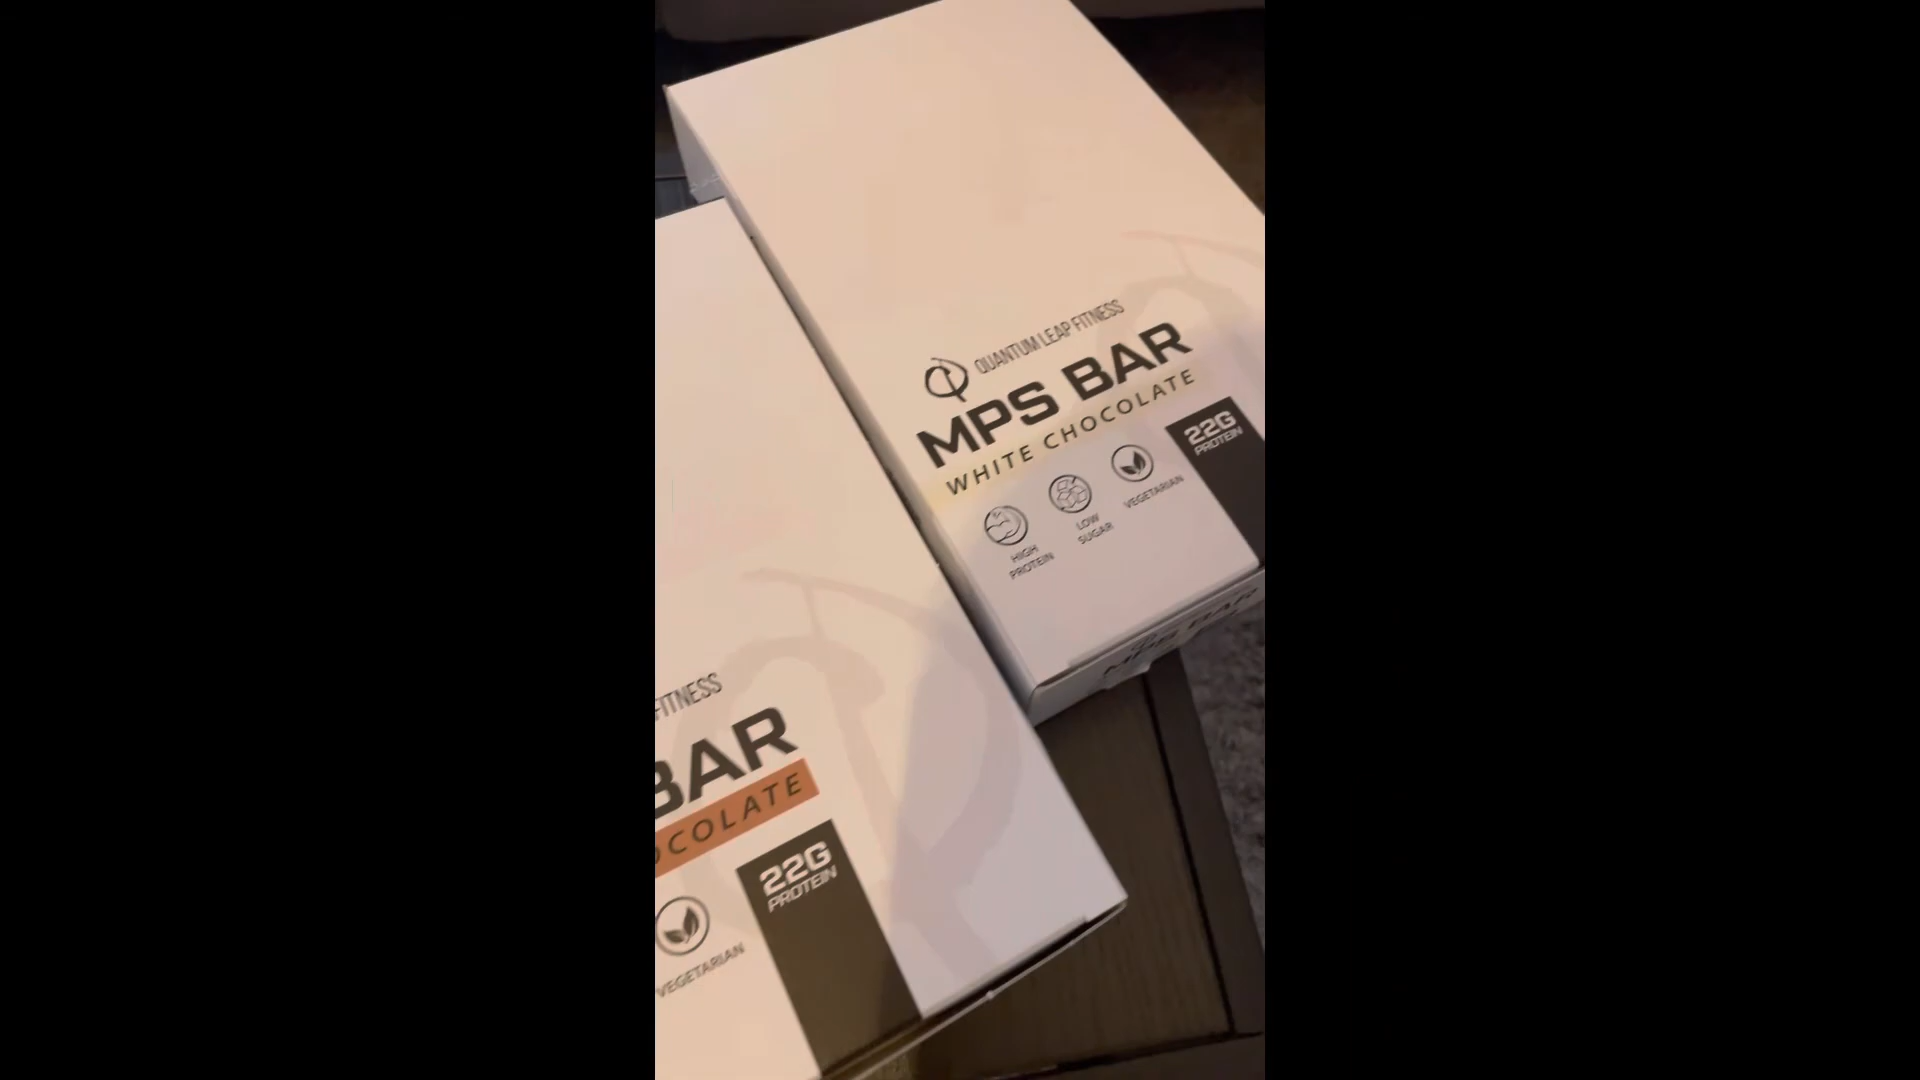 QUANTUM LEAP FITNESS
MPS BAR
WHITE CHOCOLATE
22G
PROTEIN
HIGH
PROTEIN
LOW
SUGAR
VEGETARIAN
MPS BAR
FITNESS
BAR
OCOLATE
22G
PROTEIN
VEGETARIAN